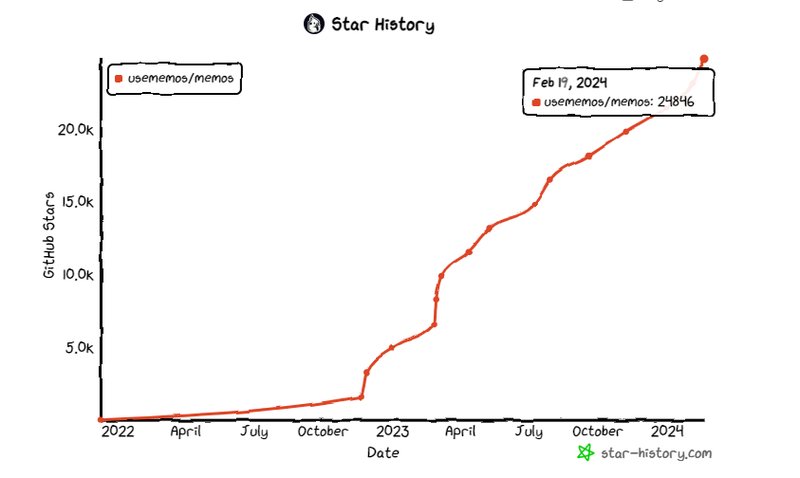 Star History
usememos/memos
Feb 19, 2024
usememos/memos: 24846
GitHub Stars
20.0k
15.0k
10.0k
5.0k
2022 April July October 2023 April July October 2024
Date
star-history.com